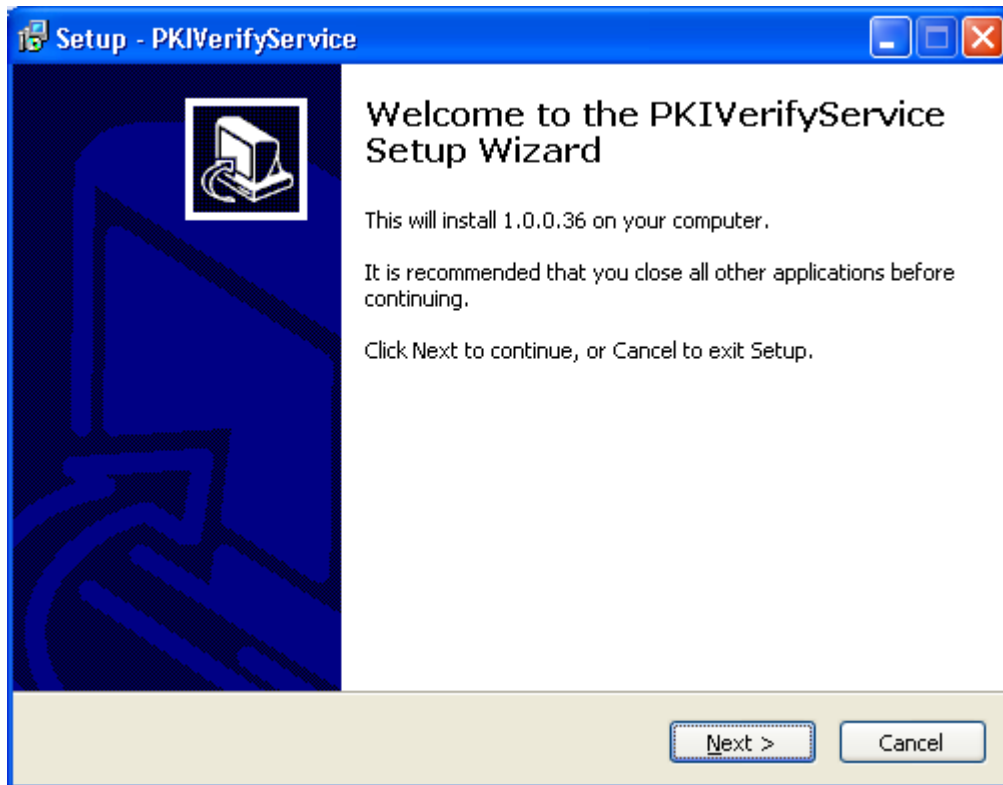 Setup - PKIVerifyService
Welcome to the PKIVerifyService
Setup Wizard
This will install 1.0.0.36 on your computer.
It is recommended that you close all other applications before
continuing.
Click Next to continue, or Cancel to exit Setup.
Next >
Cancel